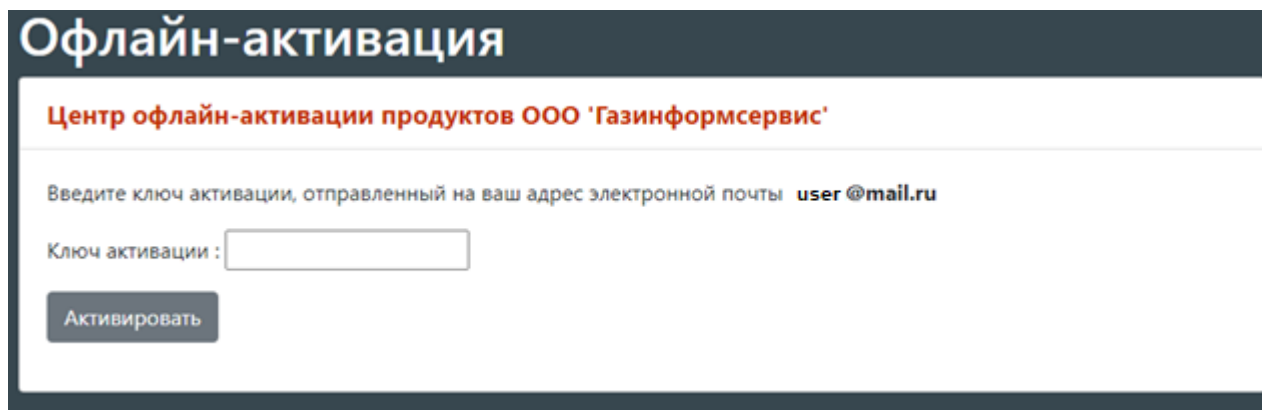 Офлайн-активация
Центр офлайн-активации продуктов ООО 'Газинформсервис'
Введите ключ активации, отправленный на ваш адрес электронной почты user @mail.ru
Ключ активации :
Активировать